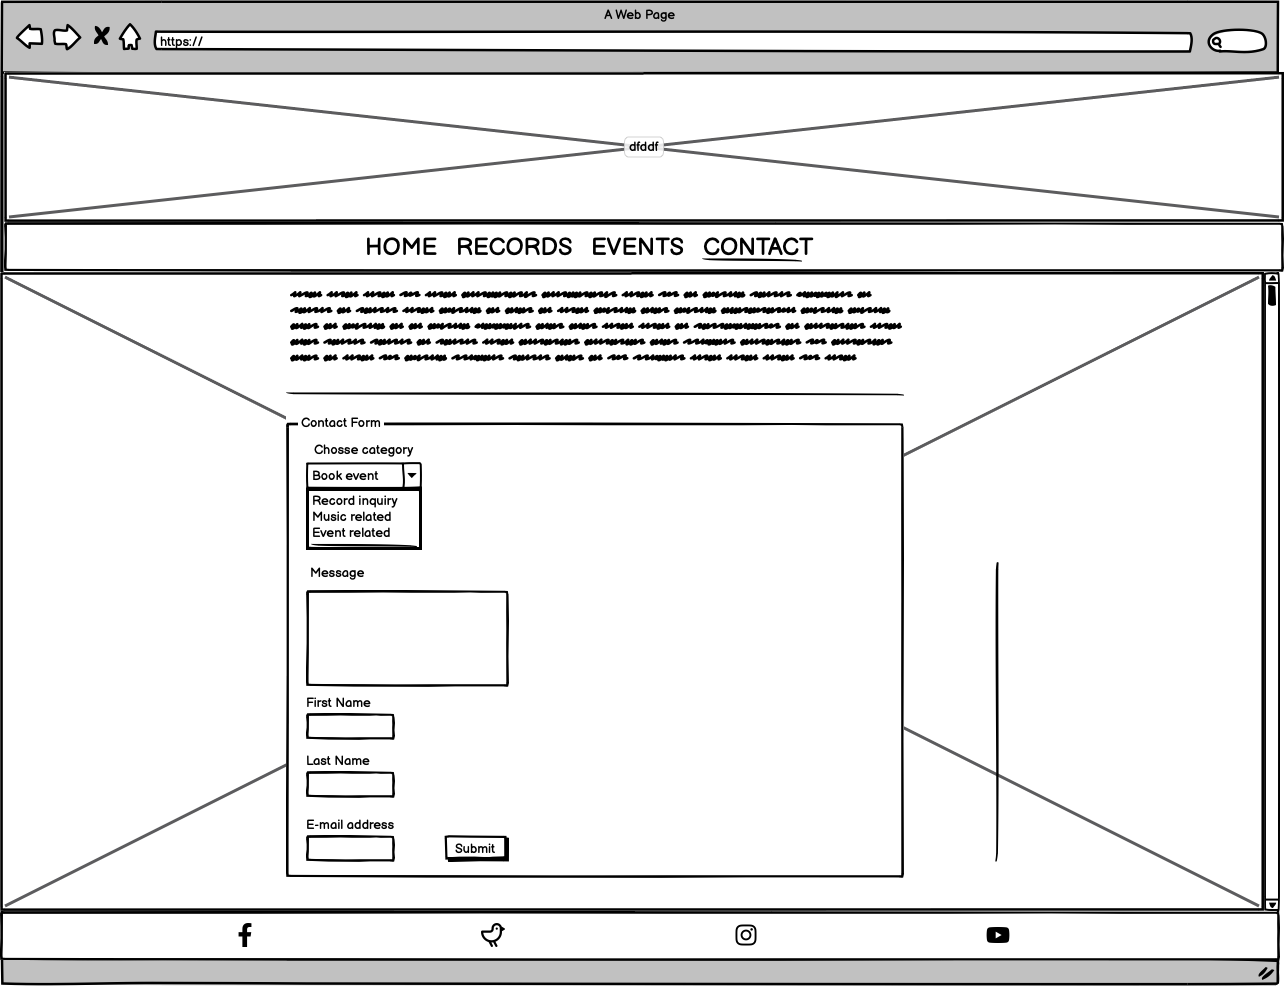 A Web Page
https://
dfddf
HOME RECORDS EVENTS CONTACT
Contact Form
Chosse category
Book event
Record inquiry
Music related
Event related
Message
First Name
Last Name
E-mail address
Submit